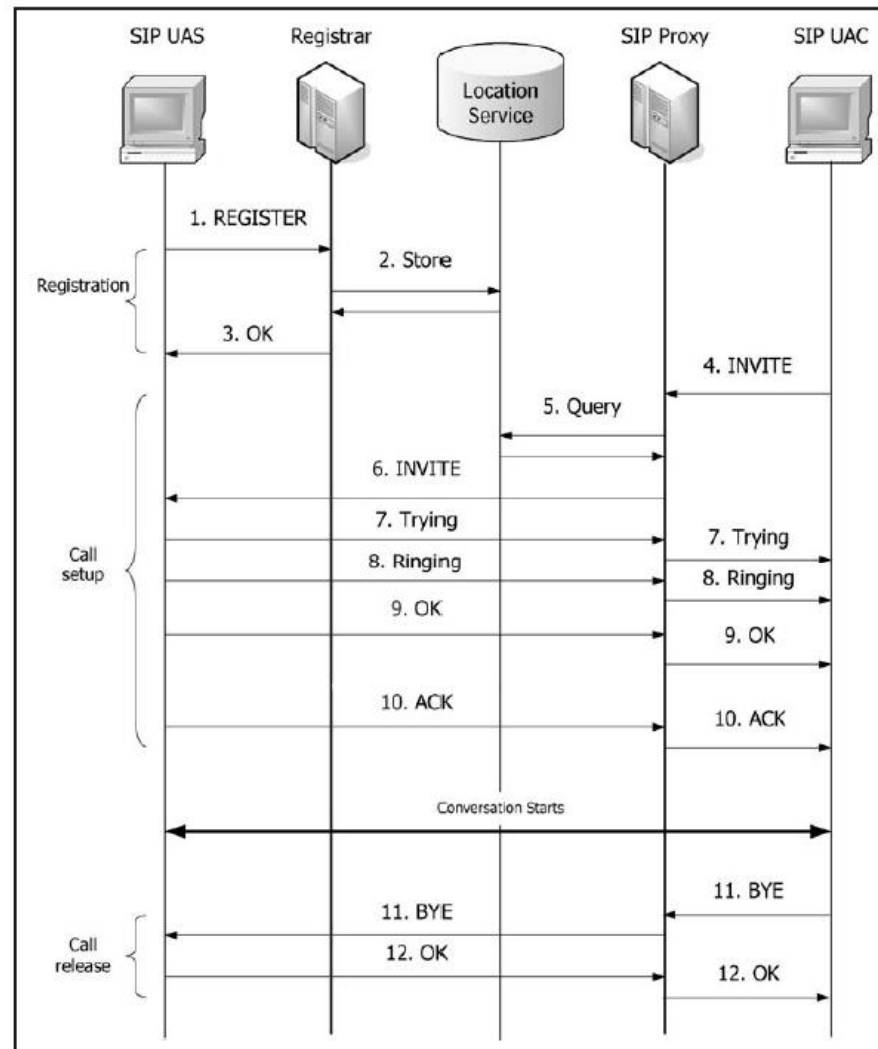 SIP UAS
Registrar
Location
Service
SIP Proxy
SIP UAC
1. REGISTER
2. Store
Registration
3. OK
4. INVITE
5. Query
6. INVITE
7. Trying
7. Trying
Call
setup
8. Ringing
8. Ringing
9. OK
9. OK
10. ACK
10. ACK
Conversation Starts
11. BYE
11. BYE
Call
release
12. OK
12. OK